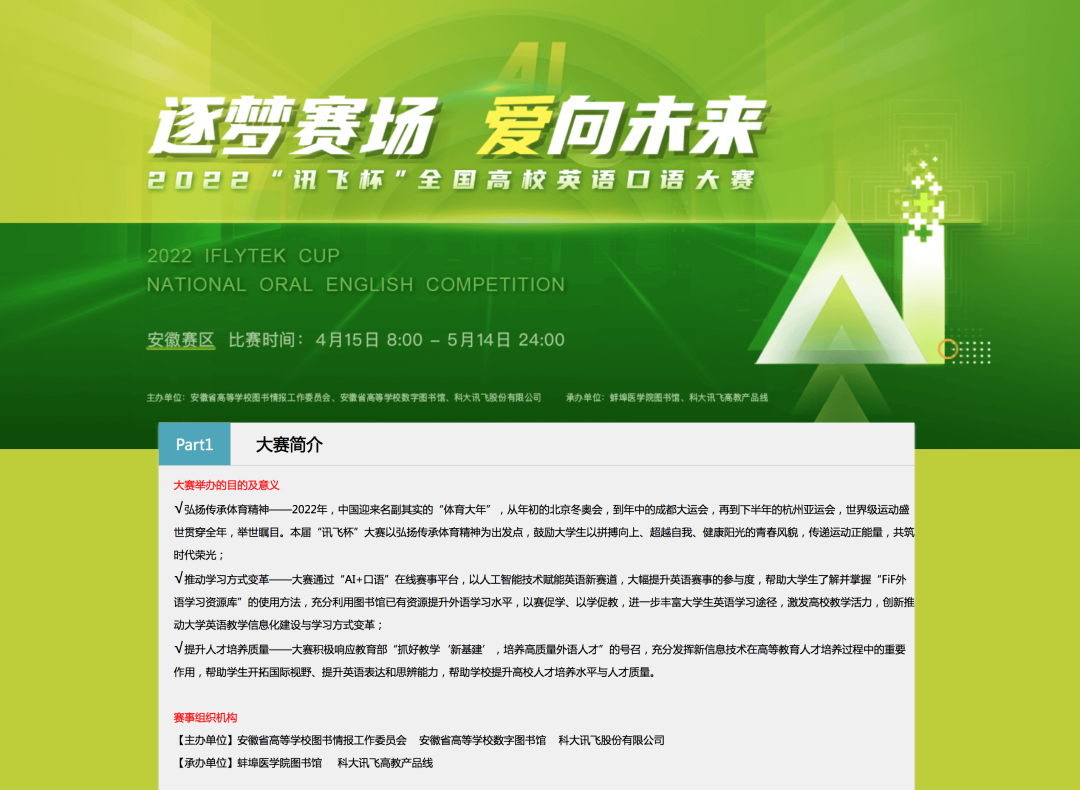 AI
逐梦赛场 爱向未来
2022“讯飞杯”全国高校英语口语大赛
2022 IFLYTEK CUP
NATIONAL ORAL ENGLISH COMPETITION
安徽赛区 比赛时间：4月15日 8:00 – 5月14日 24:00
主办单位：安徽省高等学校图书情报工作委员会、安徽省高等学校数字图书馆、科大讯飞股份有限公司 承办单位：蚌埠医学院图书馆、科大讯飞高教产品线
Part1 大赛简介
大赛举办的目的及意义
√弘扬传承体育精神——2022年，中国迎来名副其实的“体育大年”，从年初的北京冬奥会，到年中的成都大运会，再到下半年的杭州亚运会，世界级运动盛
世贯穿全年，举世瞩目。本届“讯飞杯”大赛以弘扬传承体育精神为出发点，鼓励大学生以拼搏向上、超越自我、健康阳光的青春风貌，传递运动正能量，共筑
时代荣光；
√推动学习方式变革——大赛通过“AI+口语”在线赛事平台，以人工智能技术赋能英语新赛道，大幅提升英语赛事的参与度，帮助大学生了解并掌握“FiF外
语学习资源库”的使用方法，充分利用图书馆已有资源提升外语学习水平，以赛促学、以学促教，进一步丰富大学生英语学习途径，激发高校教学活力，创新推
动大学英语教学信息化建设与学习方式变革；
√提升人才培养质量——大赛积极响应教育部“抓好教学‘新基建’，培养高质量外语人才”的号召，充分发挥新信息技术在高等教育人才培养过程中的重要
作用，帮助学生开拓国际视野、提升英语表达和思辨能力，帮助学校提升高校人才培养水平与人才质量。
赛事组织机构
【主办单位】安徽省高等学校图书情报工作委员会 安徽省高等学校数字图书馆 科大讯飞股份有限公司
【承办单位】蚌埠医学院图书馆 科大讯飞高教产品线